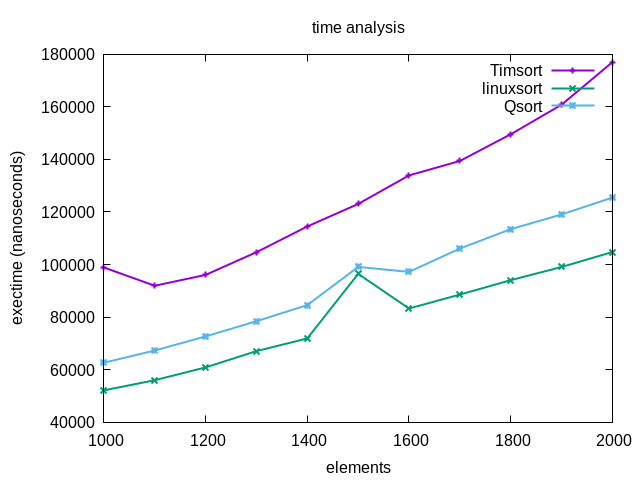 time analysis
180000
160000
140000
120000
100000
80000
60000
40000
exectime (nanoseconds)
Timsort
linuxsort
Qsort
1000 1200 1400 1600 1800 2000
elements